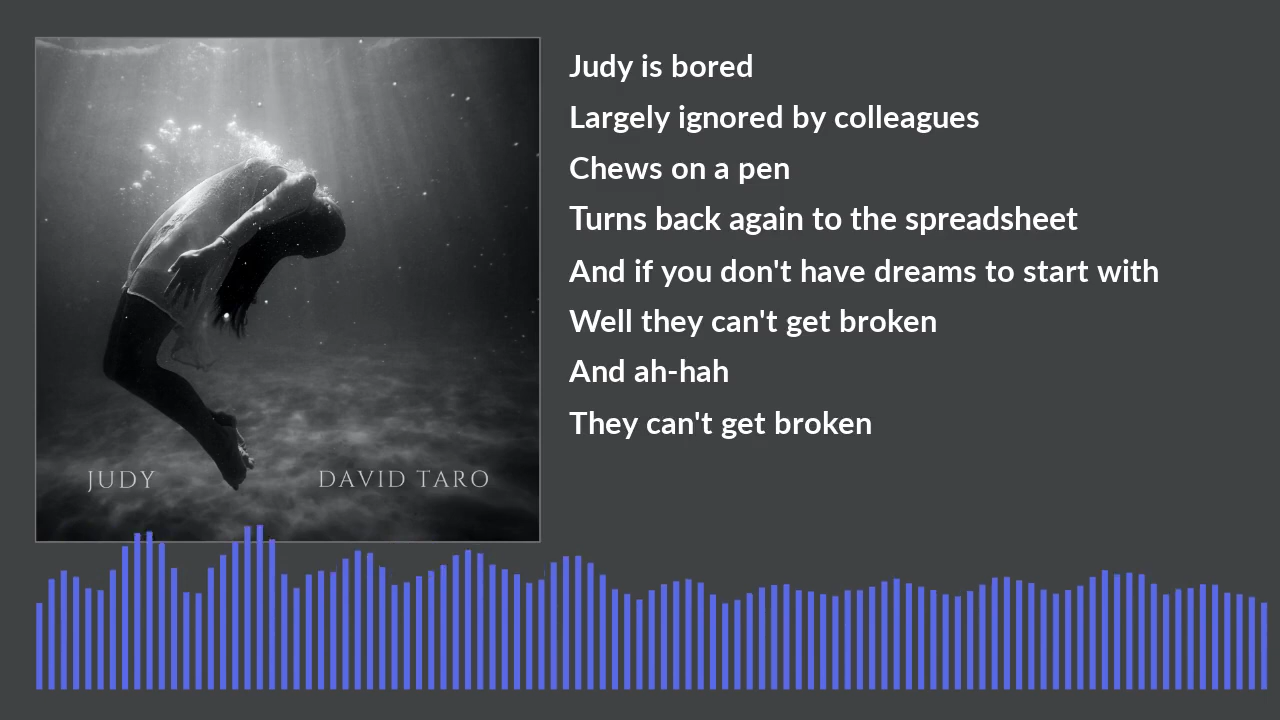 Judy is bored
Largely ignored by colleagues
Chews on a pen
Turns back again to the spreadsheet
And if you don't have dreams to start with
Well they can't get broken
And ah-hah
They can't get broken
JUDY DAVID TARO